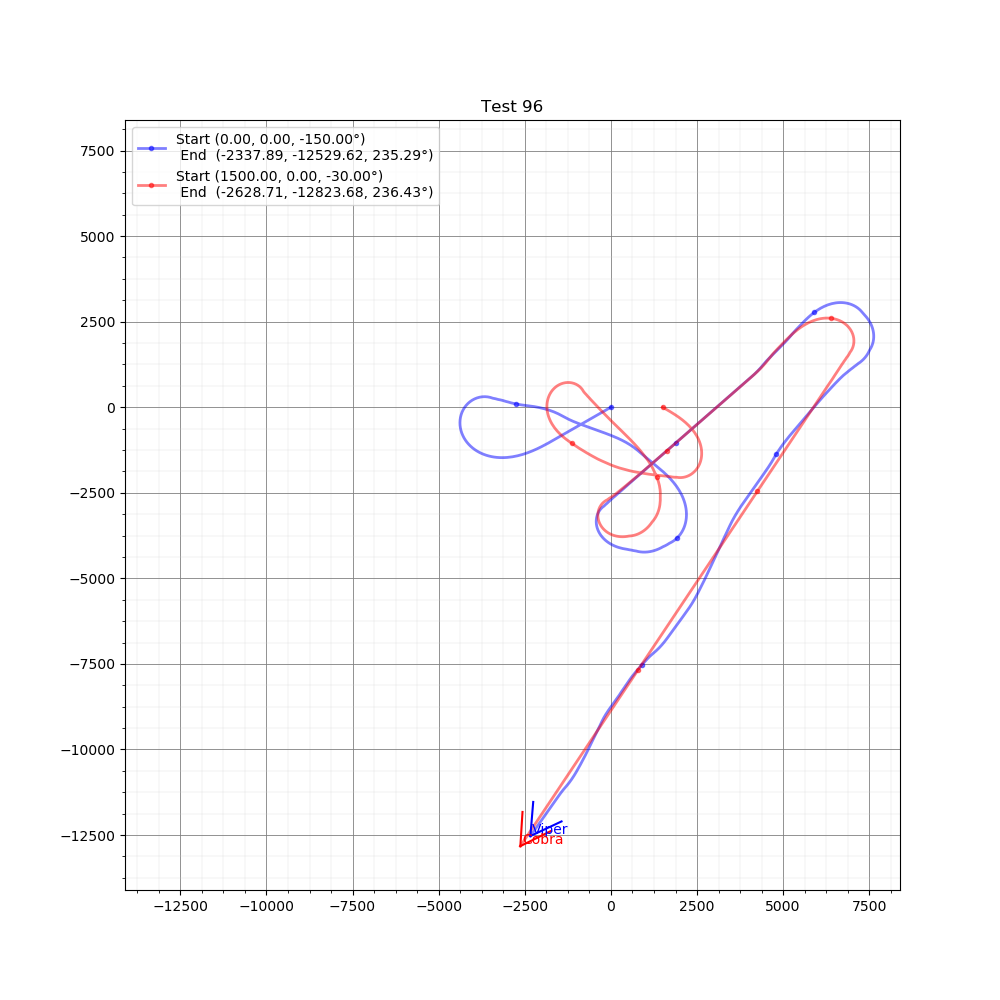 Test 96
Start (0.00, 0.00, -150.00°)
End (-2337.89, -12529.62, 235.29°)
Start (1500.00, 0.00, -30.00°)
End (-2628.71, -12823.68, 236.43°)
7500
5000
2500
0
−2500
−5000
−7500
−10000
−12500
Viper
Cobra
−12500 −10000 −7500 −5000 −2500 0 2500 5000 7500